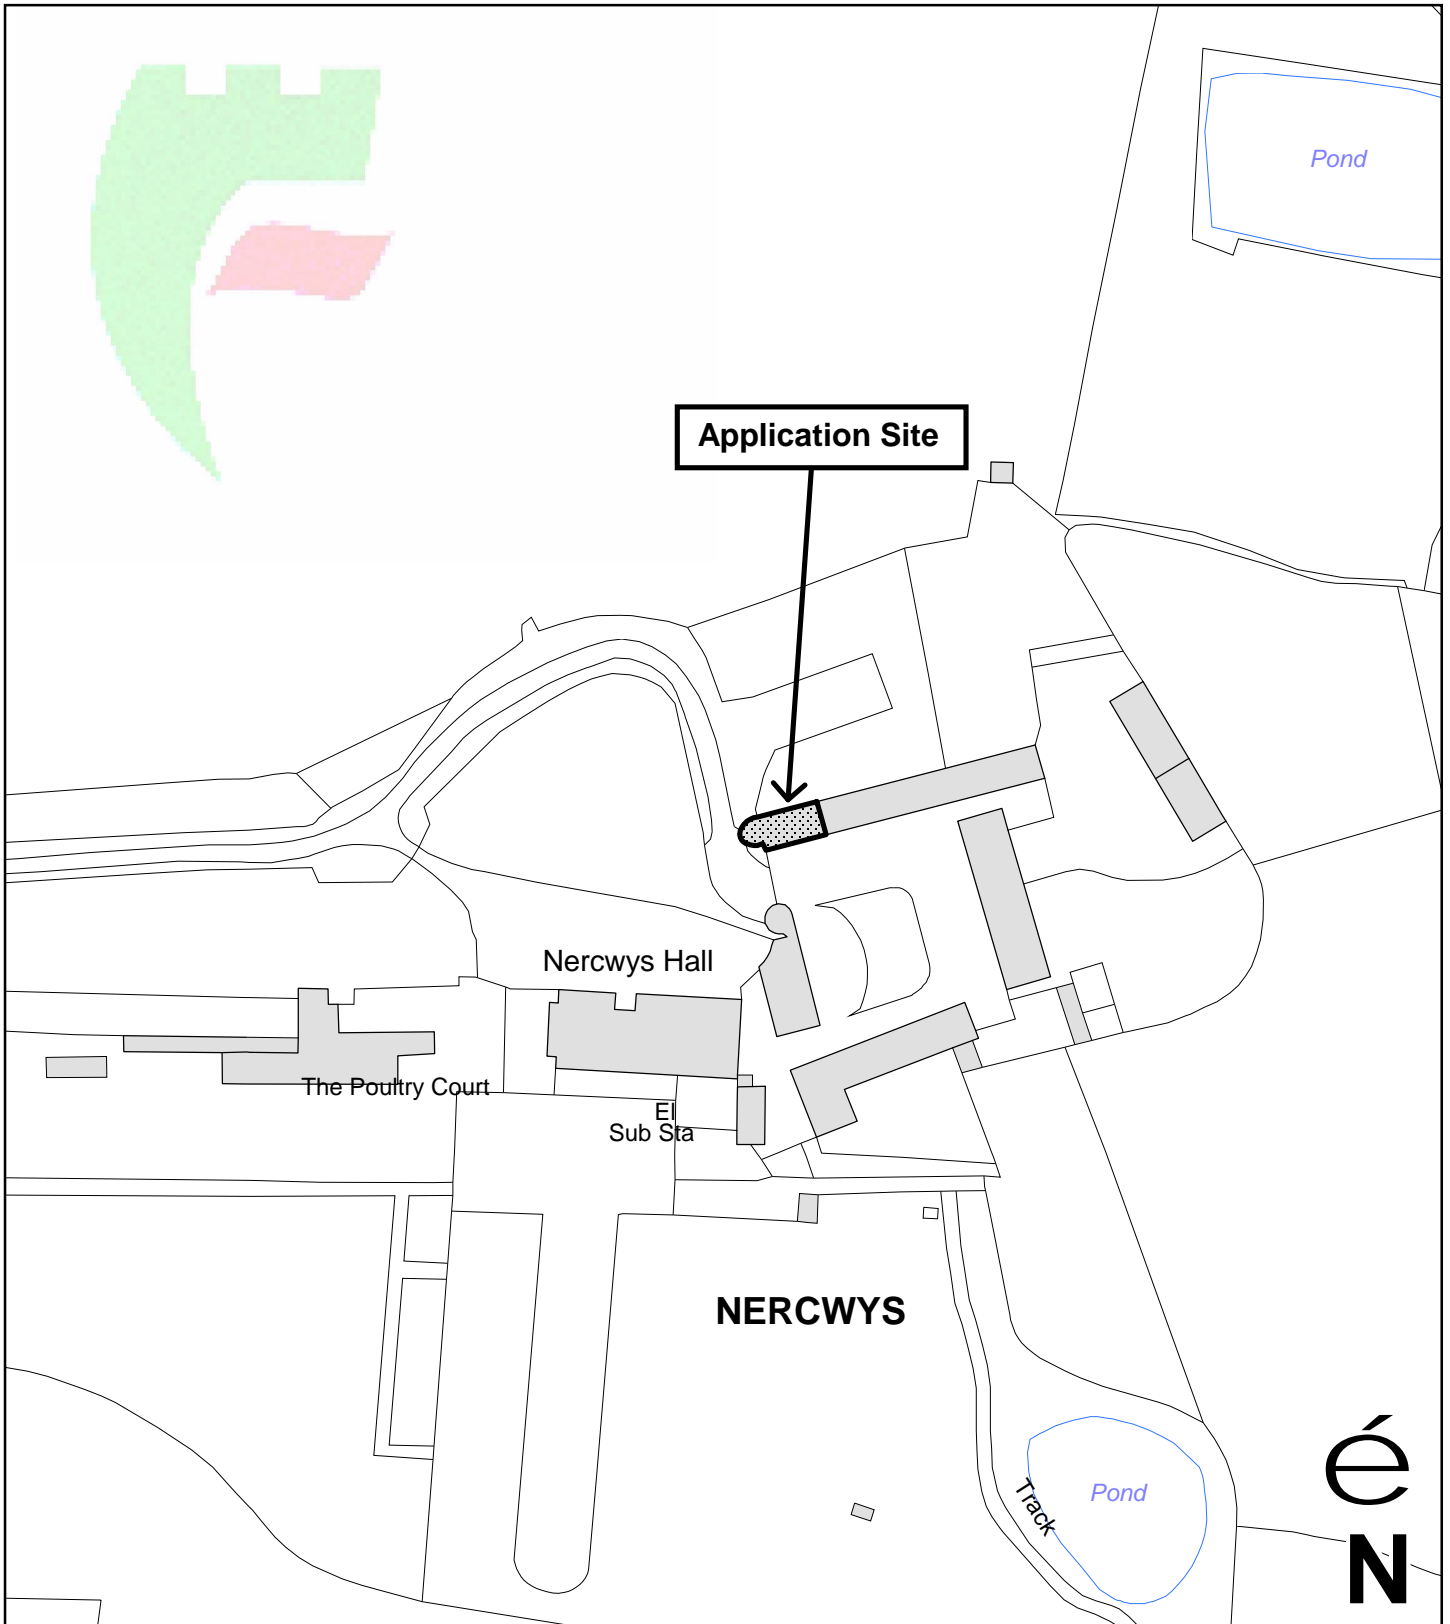 Pond
Application Site
Nercwys Hall
The Poultry Court
El
Sub Sta
NERCWYS
Track
Pond
é
N